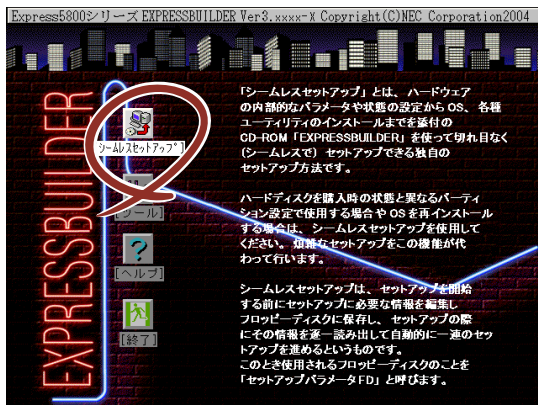 Express5800シリーズ EXPRESSBUILDER Ver3.xxxx-X Copyright(C)NEC Corporation2004
EXPRESSBUILDER
シームレスセットアップ]
ール]
[ヘルプ]
[終了]
「シームレスセットアップ」とは、ハードウェア
の内部的なパラメータや状態の設定からOS、各種
ユーティリティのインストールまでを添付の
CD-ROM「EXPRESSBUILDER」を使って切れ目なく
(シームレスで) セットアップできる独自の
セットアップ方法です。
ハードディスクを購入時の状態と異なるパーティ
ション設定で使用する場合やOSを再インストール
する場合は、シームレスセットアップを使用して
ください。煩雑なセットアップをこの機能が代
わって行います。
シームレスセットアップは、セットアップを開始
する前にセットアップに必要な情報を編集し
フロッピーディスクに保存し、セットアップの際
にその情報を逐一読み出して自動的に一連のセッ
トアップを進めるというものです。
このとき使用されるフロッピーディスクのことを
「セットアップパラメータFD」と呼びます。